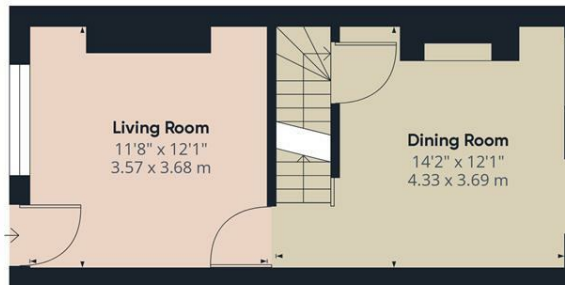 Living Room
11'8" x 12'1"
3.57 x 3.68 m
Dining Room
14'2" x 12'1"
4.33 x 3.69 m